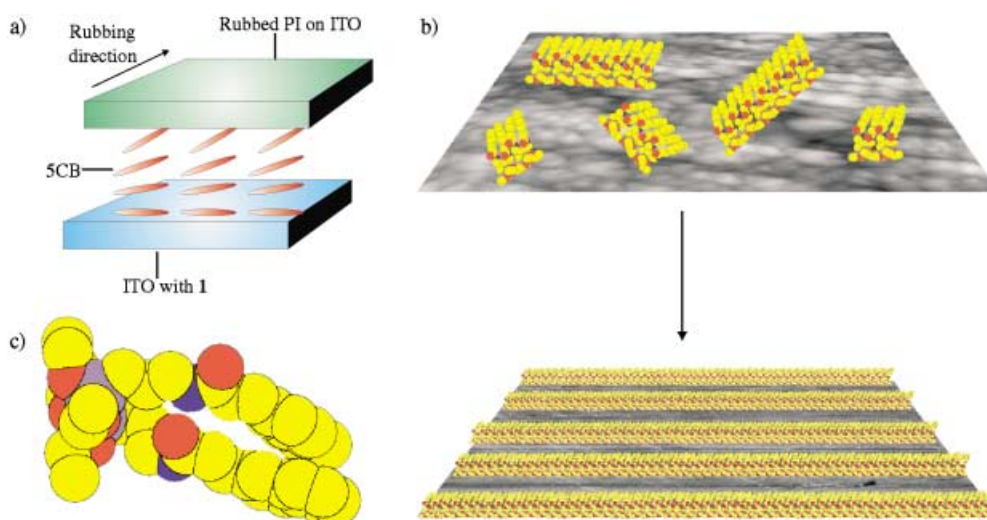 a)
Rubbed PI on ITO
Rubbing
direction
5CB
ITO with 1
b)
c)